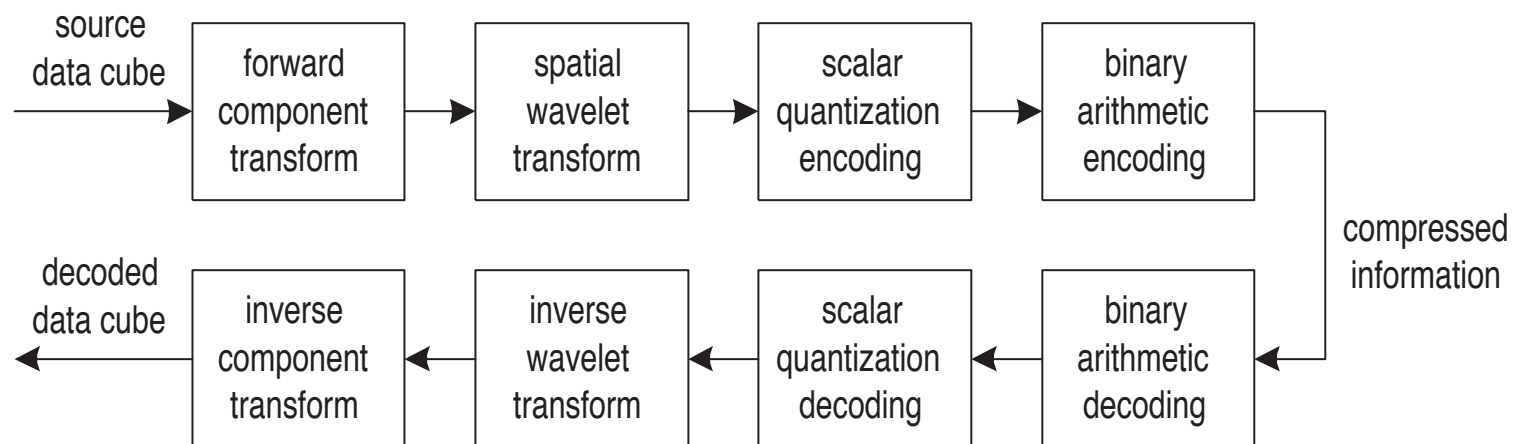 source
data cube
forward
component
transform
spatial
wavelet
transform
scalar
quantization
encoding
binary
arithmetic
encoding
compressed
information
decoded
data cube
inverse
component
transform
inverse
wavelet
transform
scalar
quantization
decoding
binary
arithmetic
decoding